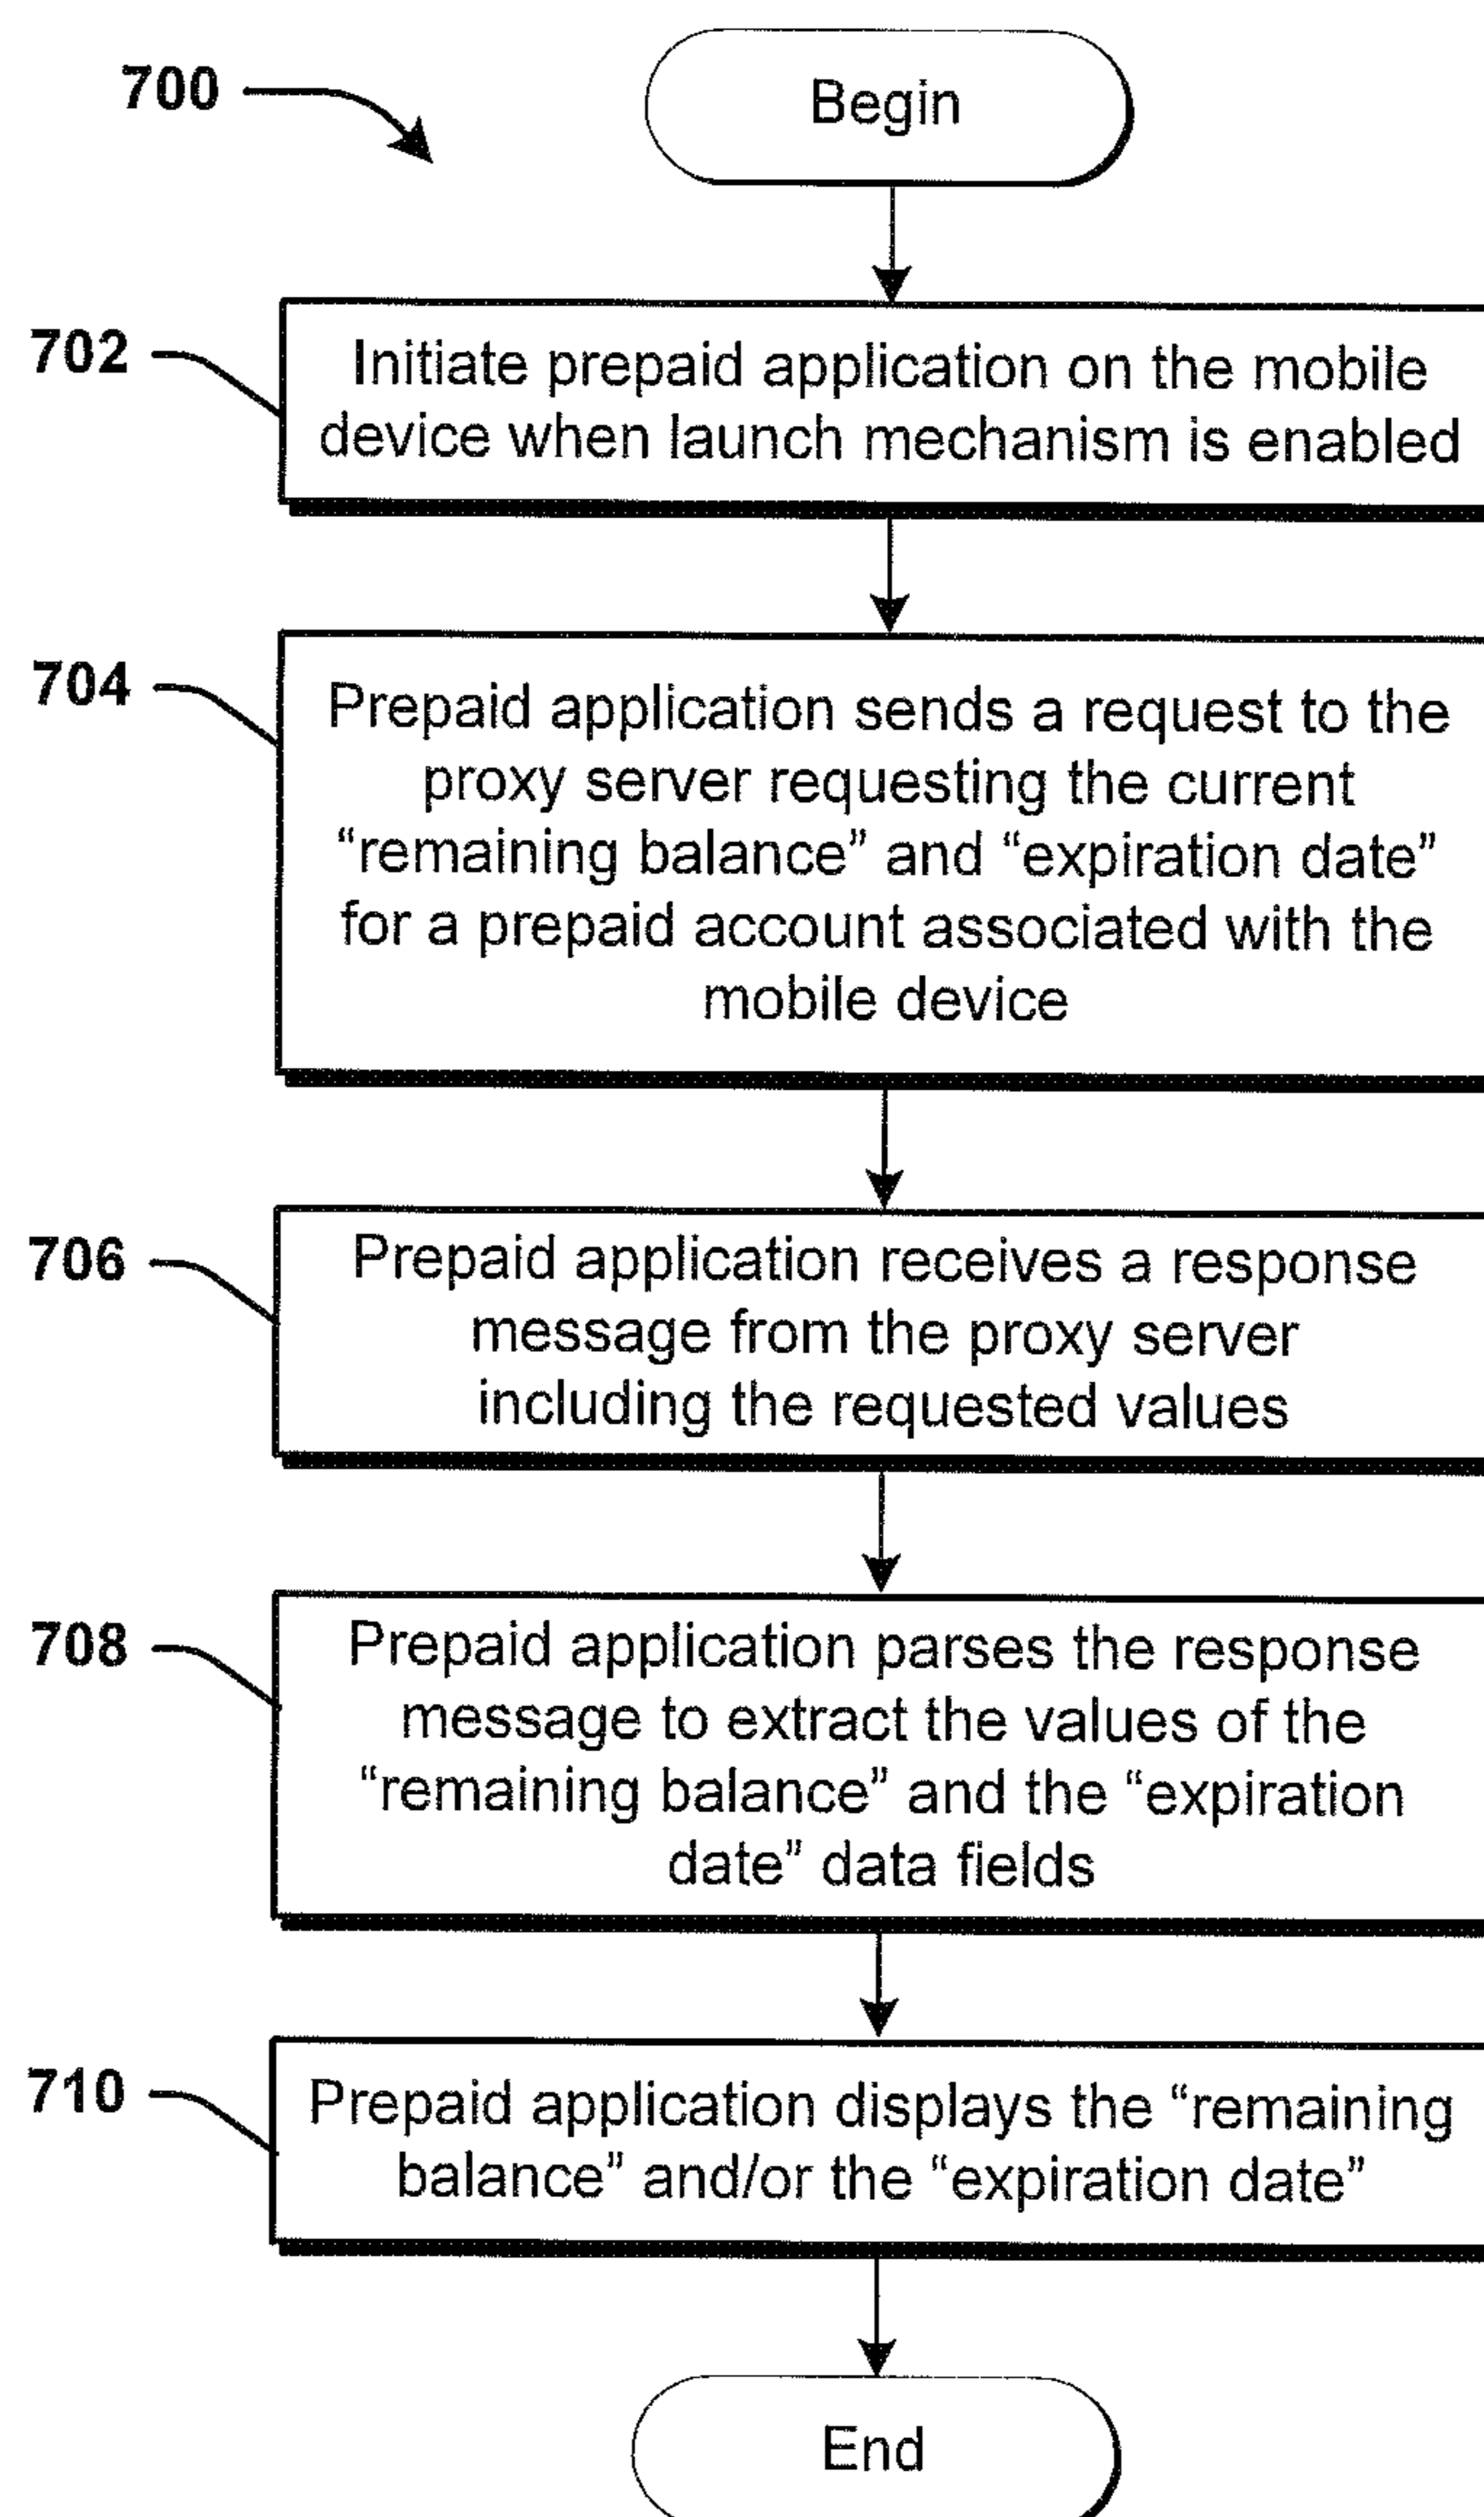 700
Begin
702
Initiate prepaid application on the mobile
device when launch mechanism is enabled
704
Prepaid application sends a request to the
proxy server requesting the current
“remaining balance” and “expiration date”
for a prepaid account associated with the
mobile device
706
Prepaid application receives a response
message from the proxy server
including the requested values
708
Prepaid application parses the response
message to extract the values of the
“remaining balance” and the “expiration
date” data fields
710
Prepaid application displays the “remaining
balance” and/or the “expiration date”
End